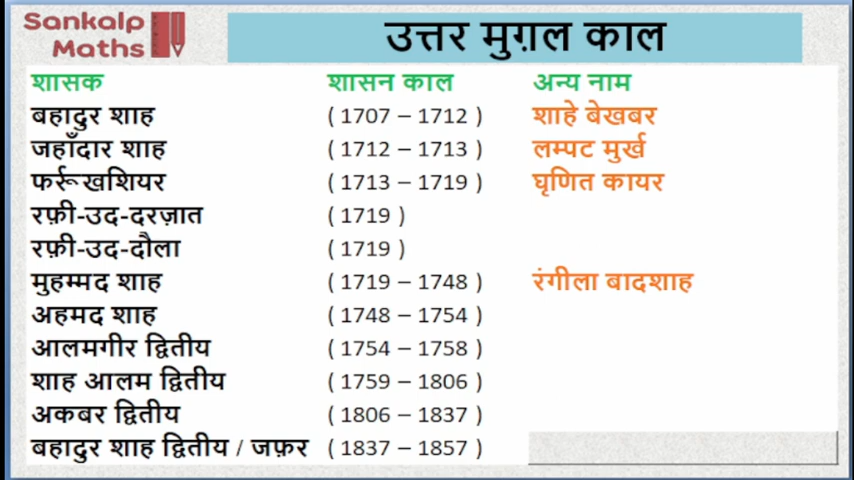 Sankalp
Maths
उत्तर मुग़ल काल
शासक शासन काल अन्य नाम
बहादुर शाह ( 1707 – 1712 ) शाहे बेखबर
जहाँदार शाह ( 1712 – 1713 ) लम्पट मुर्ख
फर्रूखशियर ( 1713 – 1719 ) घृणित कायर
रफ़ी-उद-दरज़ात ( 1719 )
रफ़ी-उद-दौला ( 1719 )
मुहम्मद शाह ( 1719 – 1748 ) रंगीला बादशाह
अहमद शाह ( 1748 – 1754 )
आलमगीर द्वितीय ( 1754 – 1758 )
शाह आलम द्वितीय ( 1759 – 1806 )
अकबर द्वितीय ( 1806 – 1837 )
बहादुर शाह द्वितीय / जफ़र ( 1837 – 1857 )